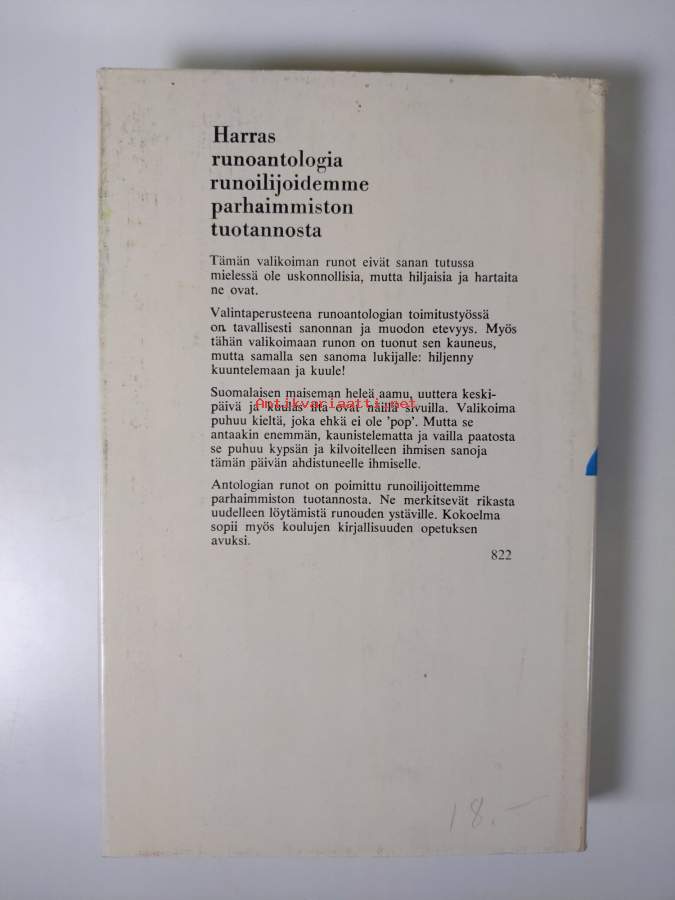 Harras
runoantologia
runoilijoidemme
parhaimmiston
tuotannosta
Tämän valikoiman runot eivät sanan tutussa
mielessä ole uskonnollisia, mutta hiljaisia ja hartaita
ne ovat.
Valintaperusteena runoantologian toimitustyössä
on tavallisesti sanonnan ja muodon etevyys. Myös
tähän valikoimaan runon on tuonut sen kauneus,
mutta samalla sen sanoma lukijalle: hiljenny
kuuntelemaan ja kuule!
Suomalaisen maiseman heleä aamu, uuttera keski-
päivä ja kuulas ilta ovat näillä sivuilla. Valikoima
Antikvariaatti.net
puhuu kieltä, joka ehkä ei ole 'pop'. Mutta se
antaakin enemmän, kaunistelematta ja vailla paatosta
se puhuu kypsän ja kilvoitelleen ihmisen sanoja
tämän päivän ahdistuneelle ihmiselle.
Antologian runot on poimittu runoilijoittemme
parhaimmiston tuotannosta. Ne merkitsevät rikasta
uudelleen löytämistä runouden ystäville. Kokoelma
sopii myös koulujen kirjallisuuden opetuksen
avuksi.
822
18.-